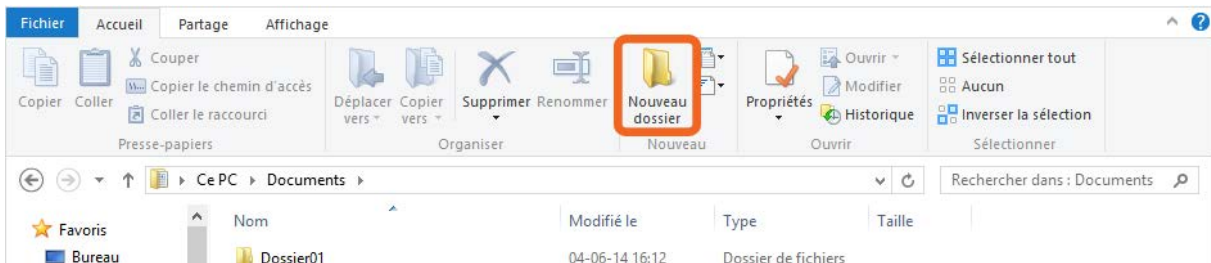 Fichier Accueil Partage Affichage
Copier
Coller
Couper
Copier le chemin d'accès
Coller le raccourci
Presse-papiers
Déplacer
vers
Copier
vers
Supprimer
Renommer
Organiser
Nouveau
dossier
Nouveau
Propriétés
Ouvrir
Modifier
Historique
Ouvrir
Sélectionner tout
Aucun
Inverser la sélection
Sélectionner
Ce PC Documents
Rechercher dans : Documents
Favoris
Bureau
Nom Modifié le Type Taille
Dossier01 04-06-14 16:12 Dossier de fichiers